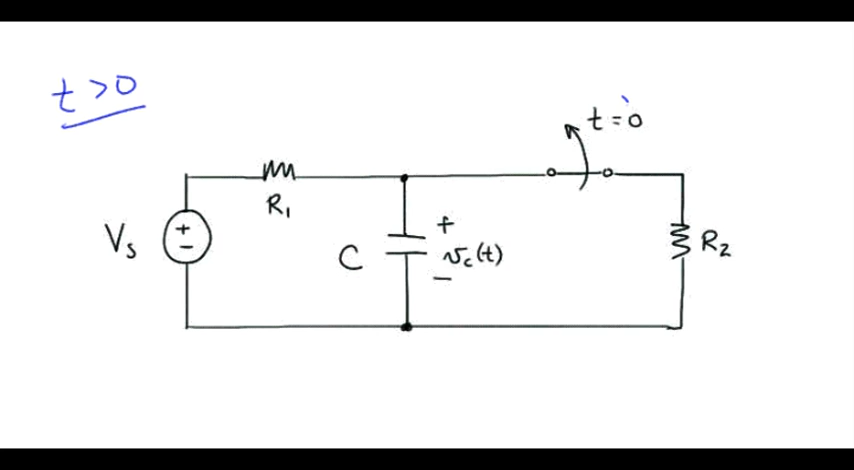 t > 0
t = 0
R₁
Vs
+
-
C
+
vc(t)
-
R₂